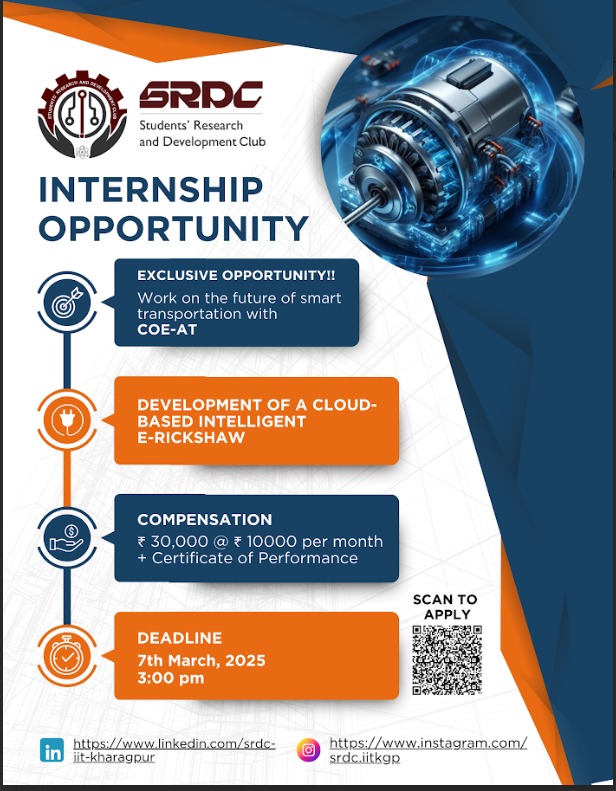 STUDENTS' RESEARCH AND DEVELOPMENT CLUB
SRDC
Students' Research
and Development Club
INTERNSHIP
OPPORTUNITY
EXCLUSIVE OPPORTUNITY!!
Work on the future of smart
transportation with
COE-AT
DEVELOPMENT OF A CLOUD-
BASED INTELLIGENT
E-RICKSHAW
COMPENSATION
₹ 30,000 @ ₹ 10000 per month
+ Certificate of Performance
DEADLINE
7th March, 2025
3:00 pm
SCAN TO
APPLY
in
https://www.linkedin.com/srdc-
iit-kharagpur
https://www.instagram.com/
srdc.iitkgp